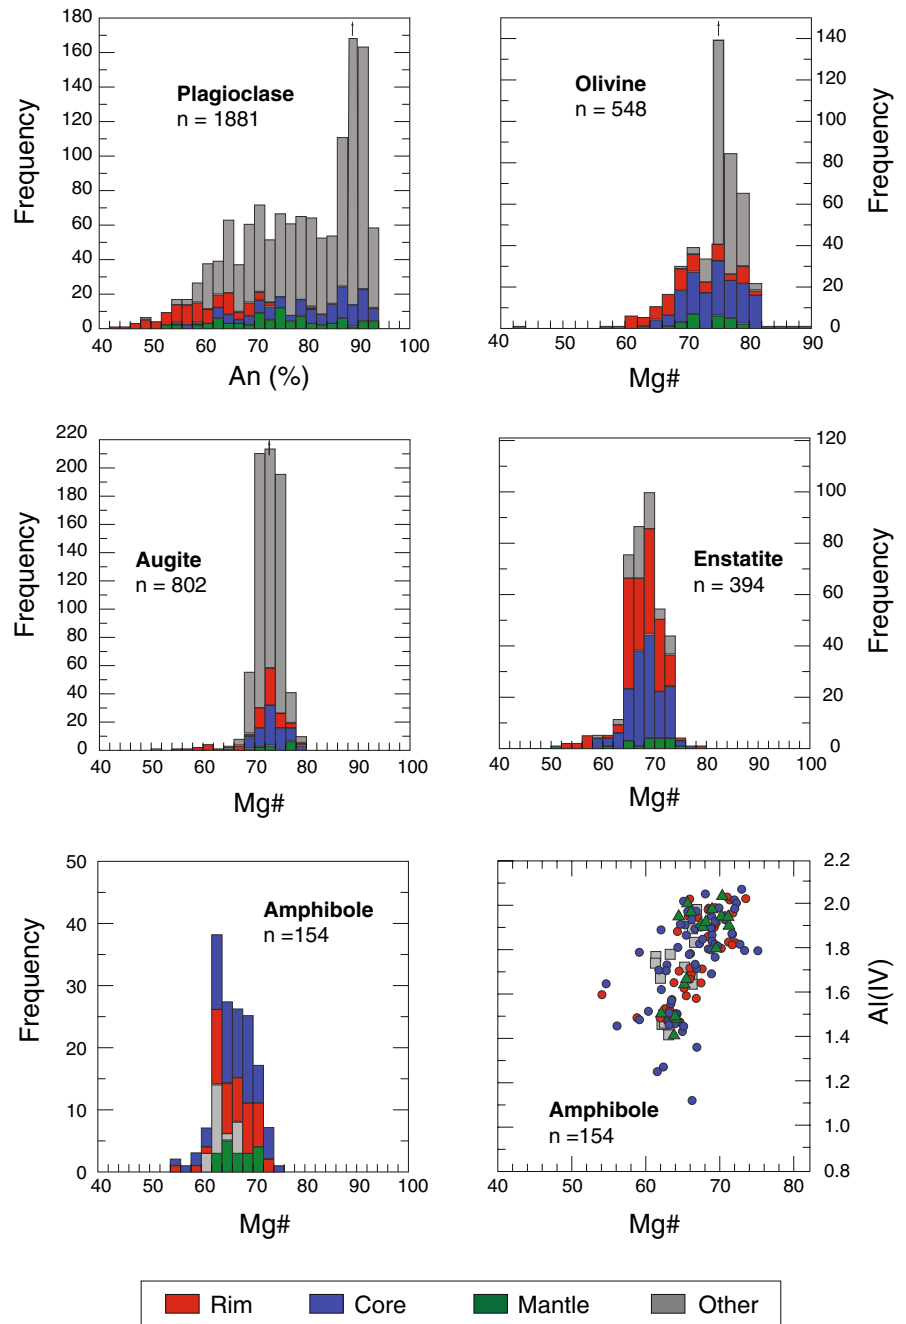 180
160
140
120
100
80
60
40
20
0
Frequency
Plagioclase
n = 1881
40 50 60 70 80 90 100
An (%)
140
120
100
80
60
40
20
0
Frequency
Olivine
n = 548
40 50 60 70 80 90
Mg#
220
200
180
160
140
120
100
80
60
40
20
0
Frequency
Augite
n = 802
40 50 60 70 80 90 100
Mg#
120
100
80
60
40
20
0
Frequency
Enstatite
n = 394
40 50 60 70 80 90 100
Mg#
50
40
30
20
10
0
Frequency
Amphibole
n =154
40 50 60 70 80 90 100
Mg#
2.2
2.0
1.8
1.6
1.4
1.2
1.0
0.8
Al(IV)
Amphibole
n =154
40 50 60 70 80
Mg#
Rim Core Mantle Other